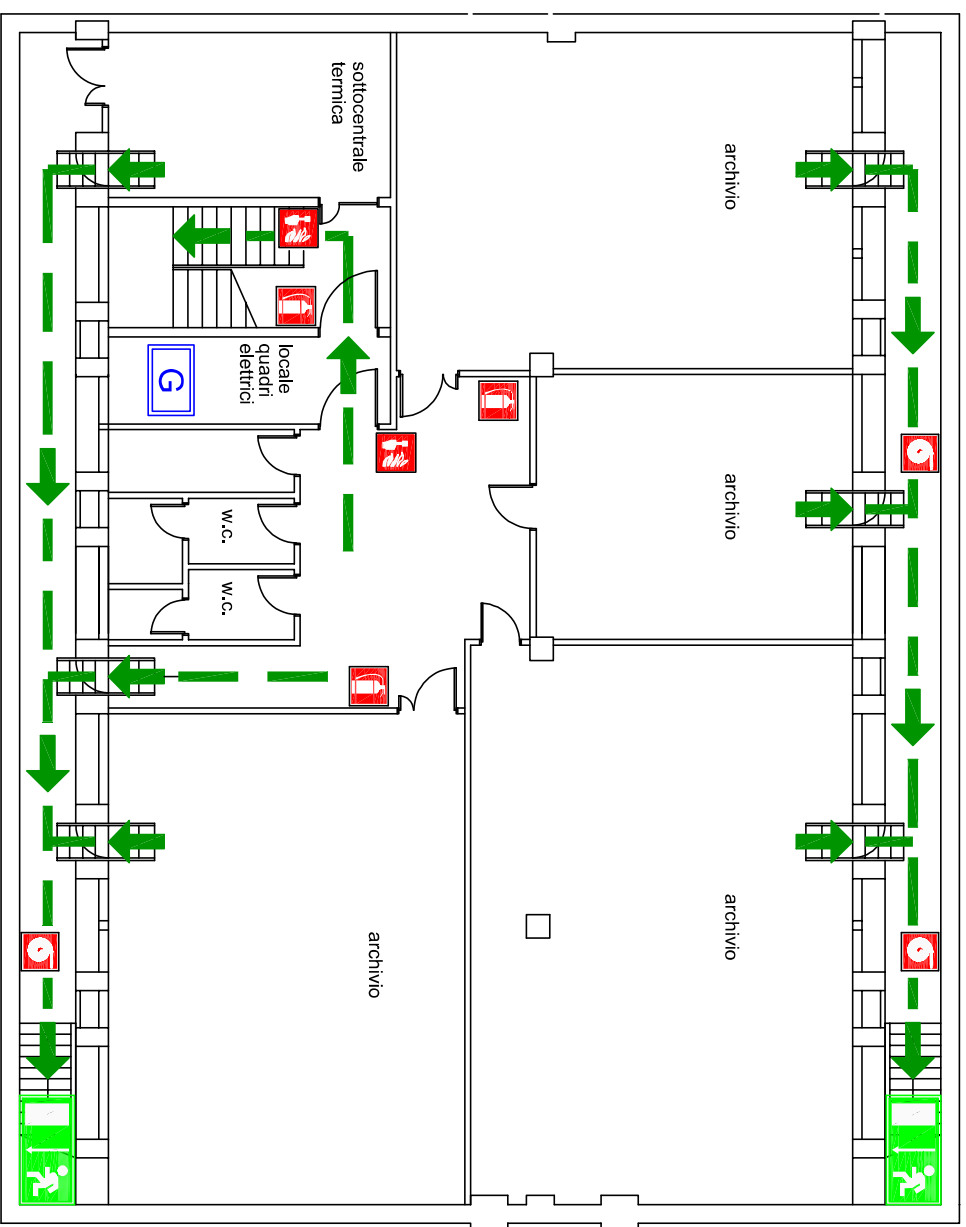 sottocentrale
termica
archivio
locale
quadri
elettrici
G
archivio
w.c.
w.c.
archivio
archivio